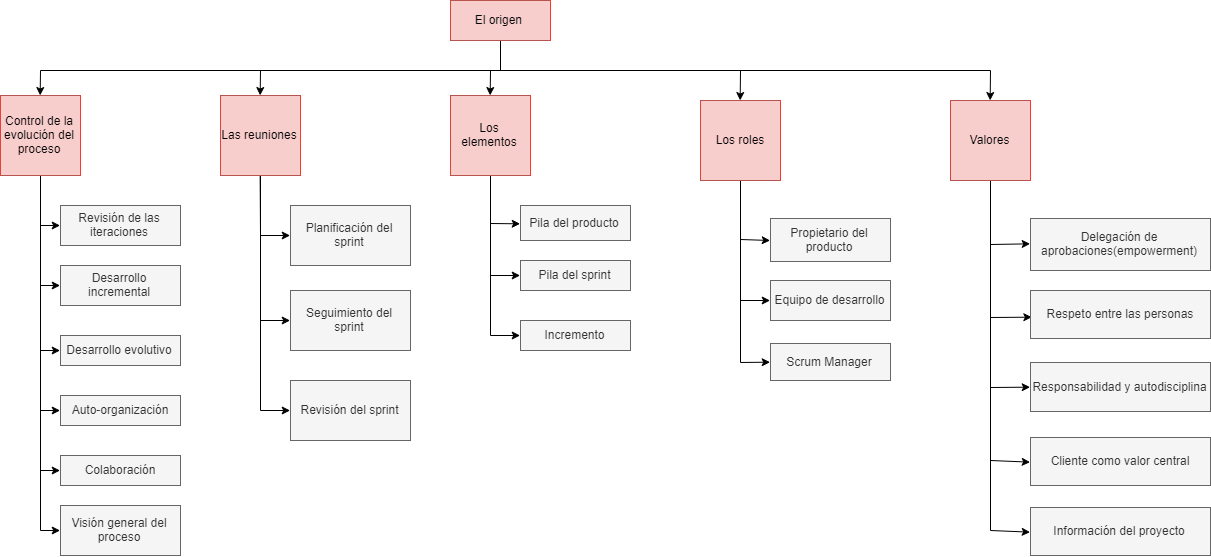 El origen
Control de la
evolución del
proceso
Las reuniones
Los
elementos
Los roles
Valores
Revisión de las
iteraciones
Desarrollo
incremental
Desarrollo evolutivo
Auto-organización
Colaboración
Visión general del
proceso
Planificación del
sprint
Seguimiento del
sprint
Revisión del sprint
Pila del producto
Pila del sprint
Incremento
Propietario del
producto
Equipo de desarrollo
Scrum Manager
Delegación de
aprobaciones(empowerment)
Respeto entre las personas
Responsabilidad y autodisciplina
Cliente como valor central
Información del proyecto